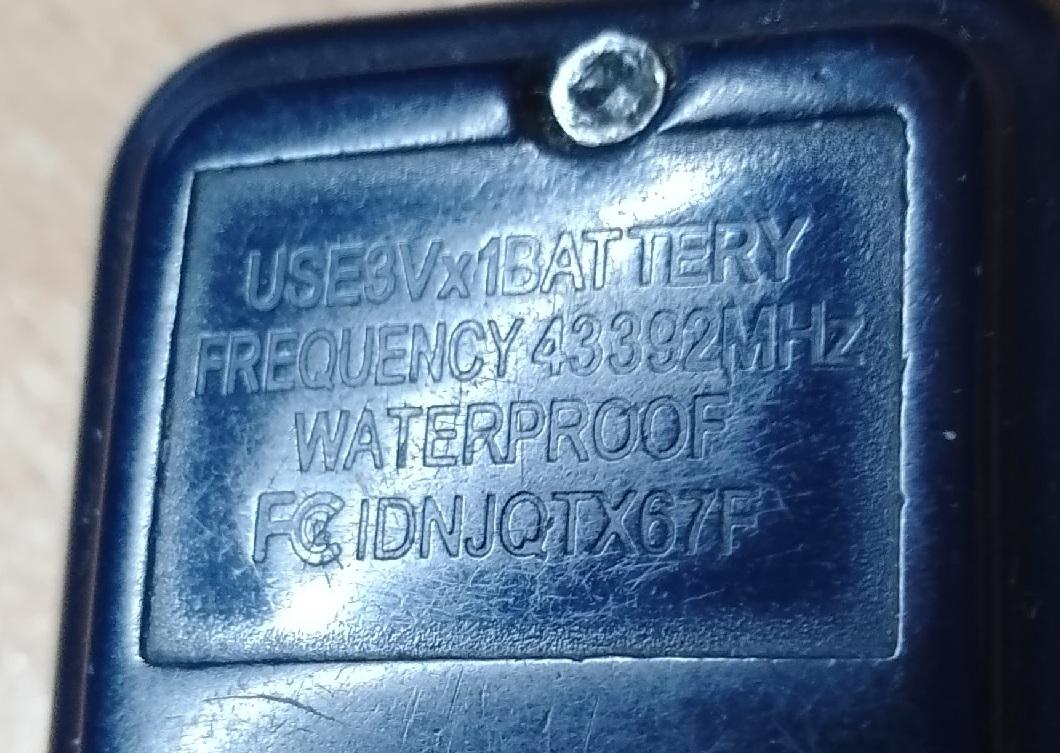 USE3Vx1BATTERY
FREQUENCY 43392MHz
WATERPROOF
FC IDNJQTX67F